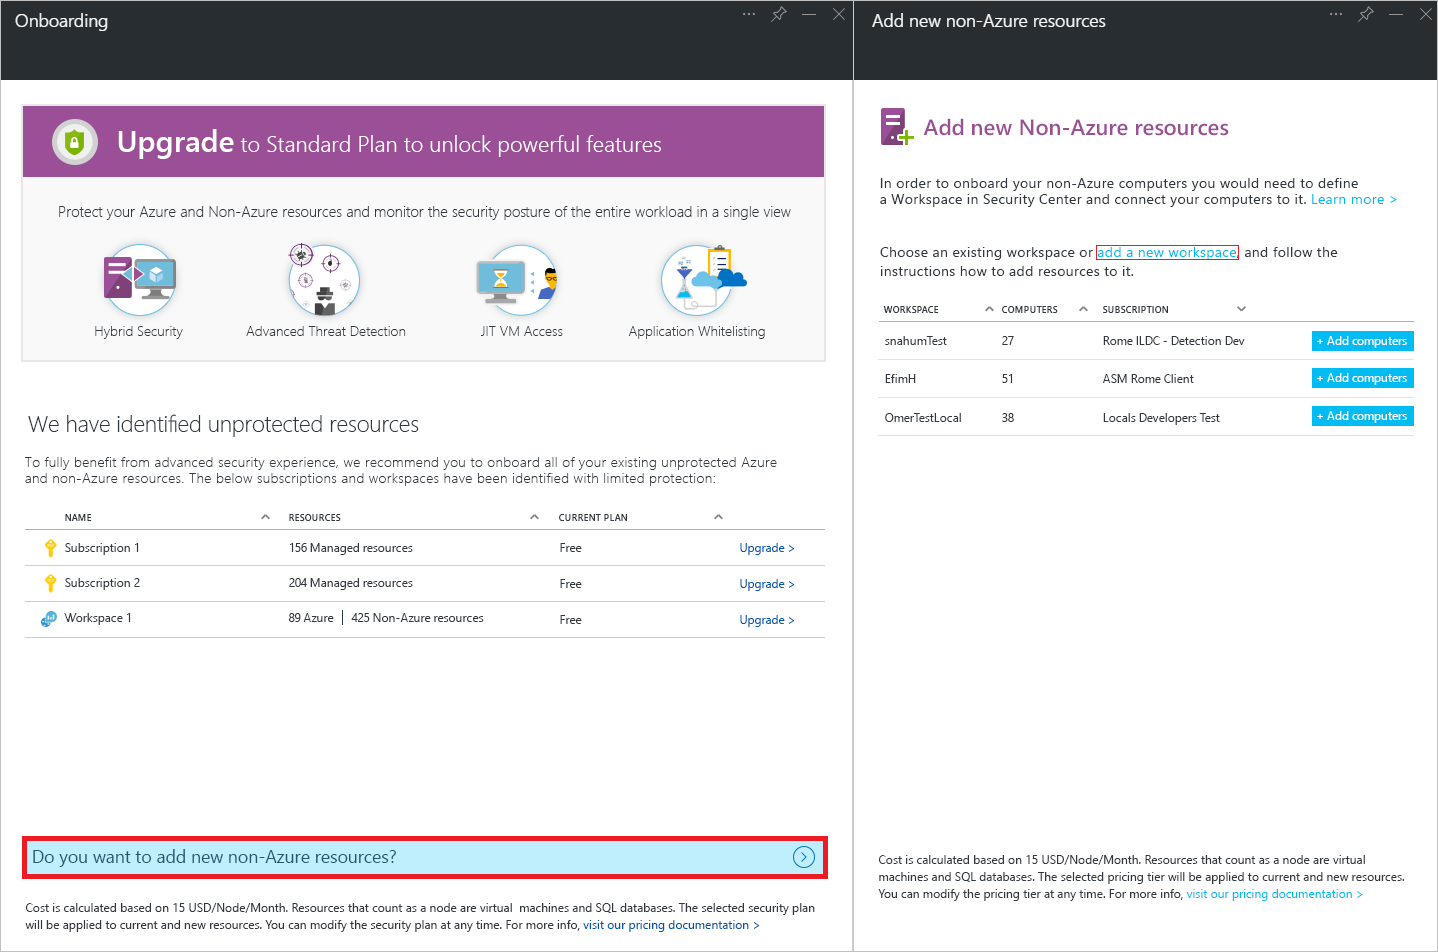 Onboarding
Upgrade to Standard Plan to unlock powerful features
Protect your Azure and Non-Azure resources and monitor the security posture of the entire workload in a single view
Hybrid Security
Advanced Threat Detection
JIT VM Access
Application Whitelisting
We have identified unprotected resources
To fully benefit from advanced security experience, we recommend you to onboard all of your existing unprotected Azure
and non-Azure resources. The below subscriptions and workspaces have been identified with limited protection:
NAME RESOURCES CURRENT PLAN
Subscription 1 156 Managed resources Free Upgrade >
Subscription 2 204 Managed resources Free Upgrade >
Workspace 1 89 Azure | 425 Non-Azure resources Free Upgrade >
Do you want to add new non-Azure resources?
Cost is calculated based on 15 USD/Node/Month. Resources that count as a node are virtual machines and SQL databases. The selected security plan
will be applied to current and new resources. You can modify the security plan at any time. For more info, visit our pricing documentation >
Add new non-Azure resources
Add new Non-Azure resources
In order to onboard your non-Azure computers you would need to define
a Workspace in Security Center and connect your computers to it. Learn more >
Choose an existing workspace or add a new workspace, and follow the
instructions how to add resources to it.
WORKSPACE COMPUTERS SUBSCRIPTION
snahumTest 27 Rome ILDC - Detection Dev + Add computers
EfimH 51 ASM Rome Client + Add computers
OmerTestLocal 38 Locals Developers Test + Add computers
Cost is calculated based on 15 USD/Node/Month. Resources that count as a node are virtual
machines and SQL databases. The selected pricing tier will be applied to current and new resources.
You can modify the pricing tier at any time. For more info, visit our pricing documentation >